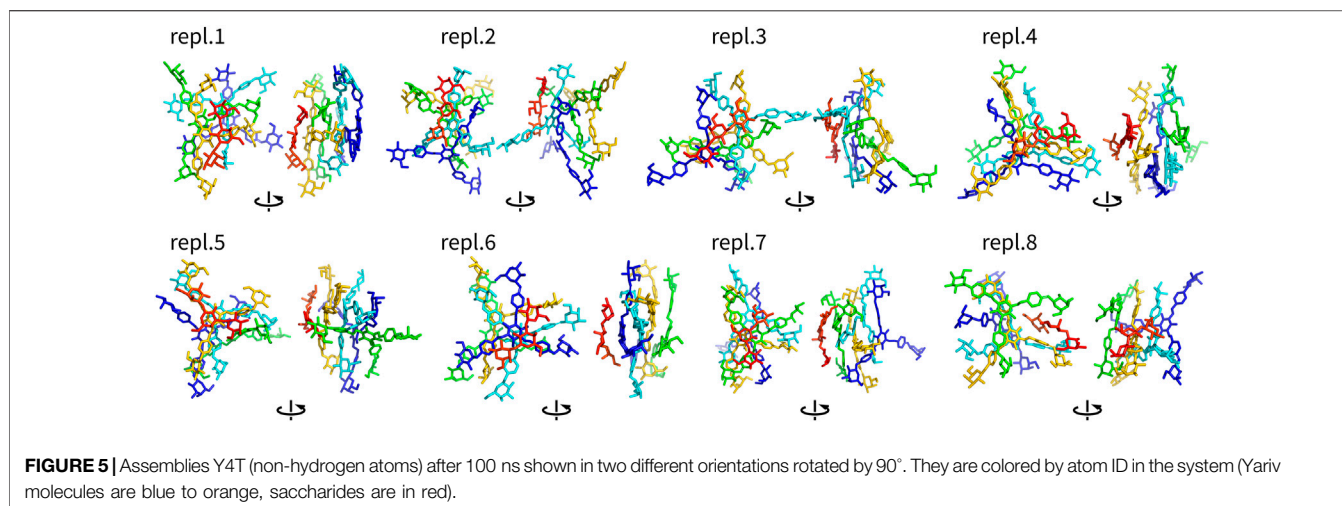 repl.1 repl.2 repl.3 repl.4
repl.5 repl.6 repl.7 repl.8
FIGURE 5 | Assemblies Y4T (non-hydrogen atoms) after 100 ns shown in two different orientations rotated by 90°. They are colored by atom ID in the system (Yariv
molecules are blue to orange, saccharides are in red).